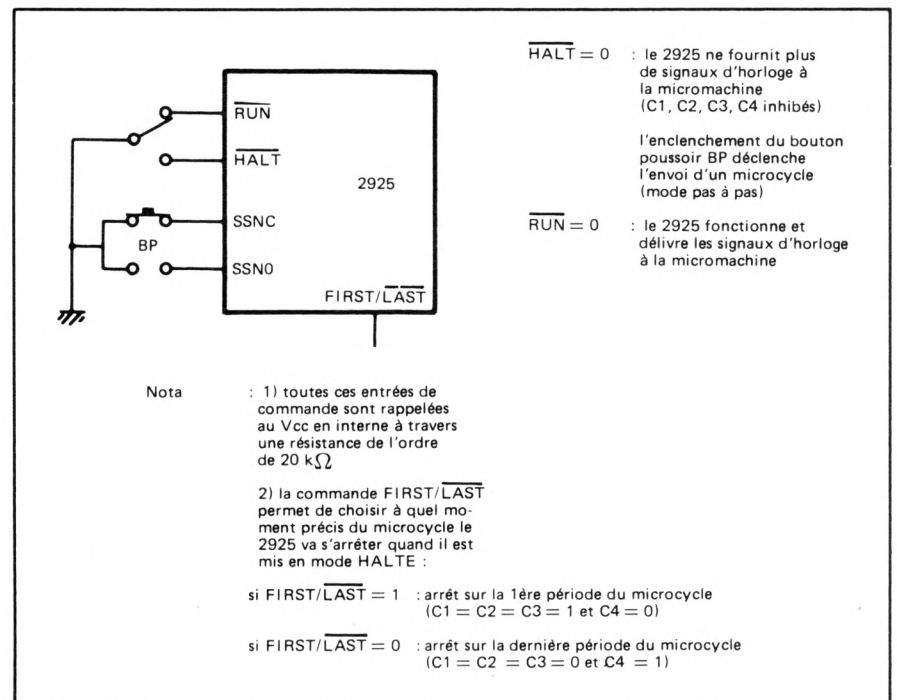 HALT = 0 : le 2925 ne fournit plus
de signaux d'horloge à
la micromachine
(C1, C2, C3, C4 inhibés)
l'enclenchement du bouton
poussoir BP déclenche
l'envoi d'un microcycle
(mode pas à pas)
RUN = 0 : le 2925 fonctionne et
délivre les signaux d'horloge
à la micromachine
RUN
HALT
2925
SSNC
BP
SSN0
FIRST/LAST
Nota : 1) toutes ces entrées de
commande sont rappelées
au Vcc en interne à travers
une résistance de l'ordre
de 20 kΩ
2) la commande FIRST/LAST
permet de choisir à quel mo-
ment précis du microcycle le
2925 va s'arrêter quand il est
mis en mode HALTE :
si FIRST/LAST = 1 : arrêt sur la 1ère période du microcycle
(C1 = C2 = C3 = 1 et C4 = 0)
si FIRST/LAST = 0 : arrêt sur la dernière période du microcycle
(C1 = C2 = C3 = 0 et C4 = 1)